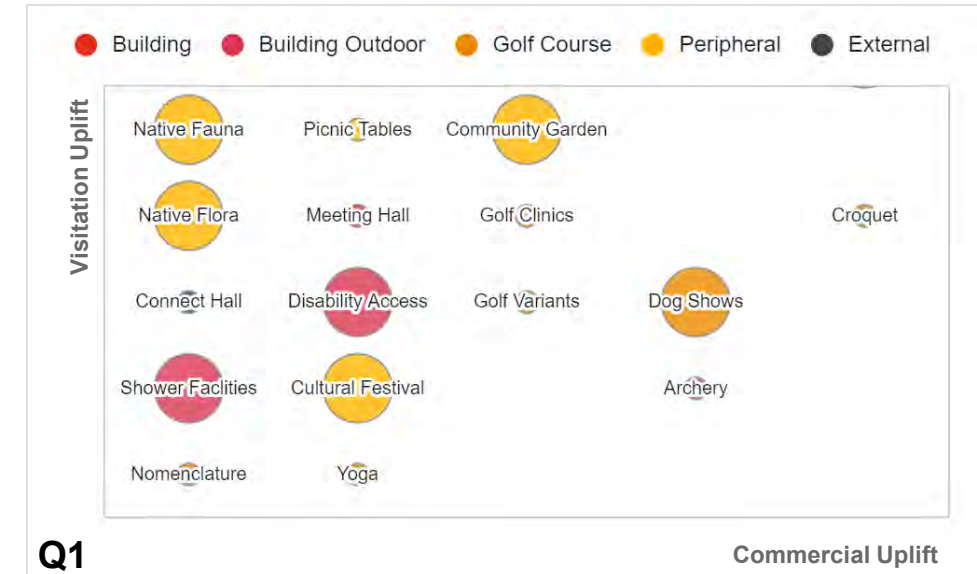 Building Building Outdoor Golf Course Peripheral External
Visitation Uplift
Native Fauna Picnic Tables Community Garden
Native Flora Meeting Hall Golf Clinics Croquet
Connect Hall Disability Access Golf Variants Dog Shows
Shower Faclities Cultural Festival Archery
Nomenclature Yoga
Q1 Commercial Uplift